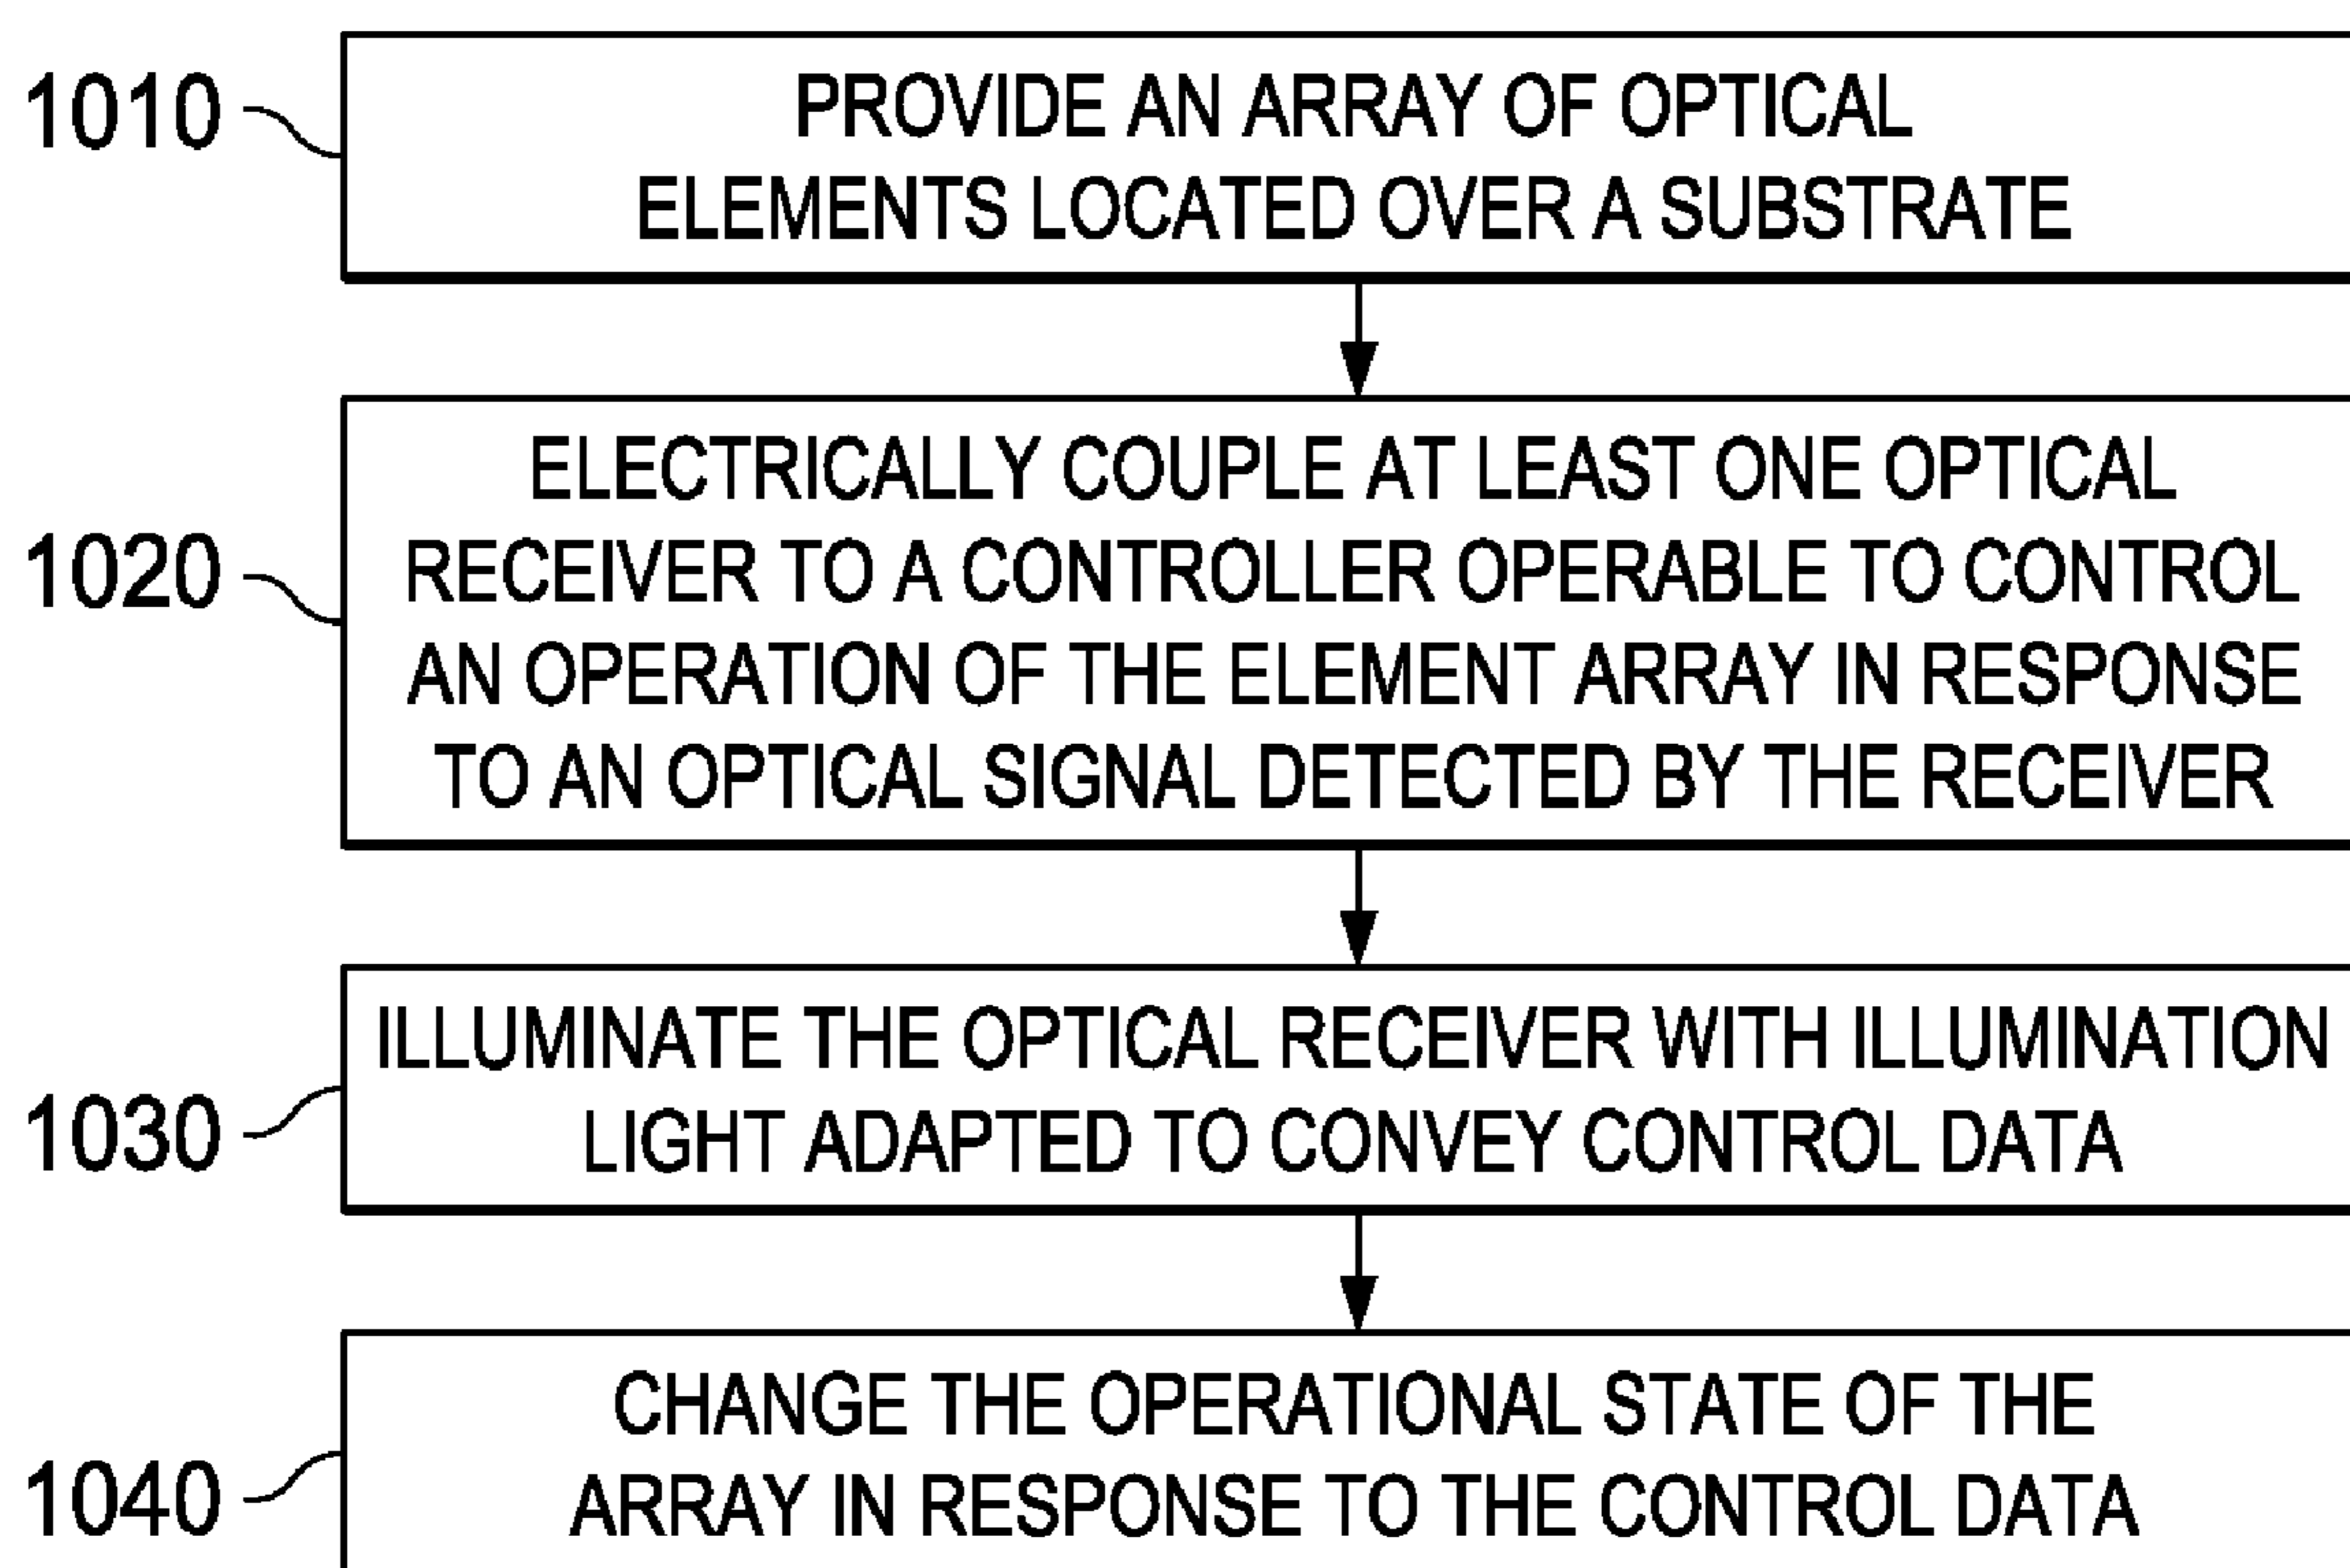 1010
PROVIDE AN ARRAY OF OPTICAL
ELEMENTS LOCATED OVER A SUBSTRATE
1020
ELECTRICALLY COUPLE AT LEAST ONE OPTICAL
RECEIVER TO A CONTROLLER OPERABLE TO CONTROL
AN OPERATION OF THE ELEMENT ARRAY IN RESPONSE
TO AN OPTICAL SIGNAL DETECTED BY THE RECEIVER
1030
ILLUMINATE THE OPTICAL RECEIVER WITH ILLUMINATION
LIGHT ADAPTED TO CONVEY CONTROL DATA
1040
CHANGE THE OPERATIONAL STATE OF THE
ARRAY IN RESPONSE TO THE CONTROL DATA